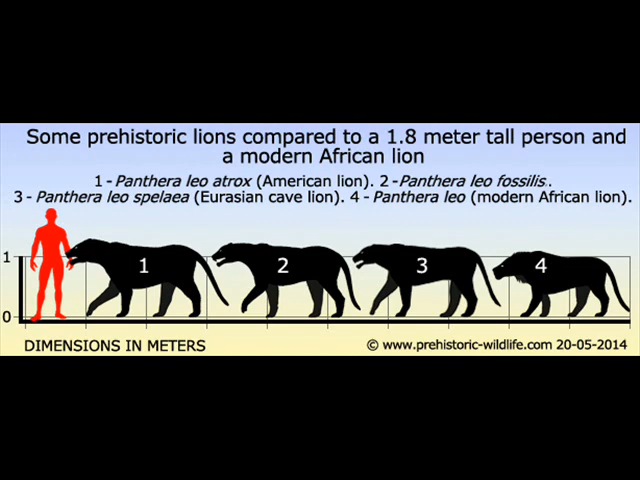 Some prehistoric lions compared to a 1.8 meter tall person and
a modern African lion
1 - Panthera leo atrox (American lion). 2 -Panthera leo fossilis..
3 - Panthera leo spelaea (Eurasian cave lion). 4 - Panthera leo (modern African lion).
1
1 2 3 4
0
DIMENSIONS IN METERS
© www.prehistoric-wildlife.com 20-05-2014